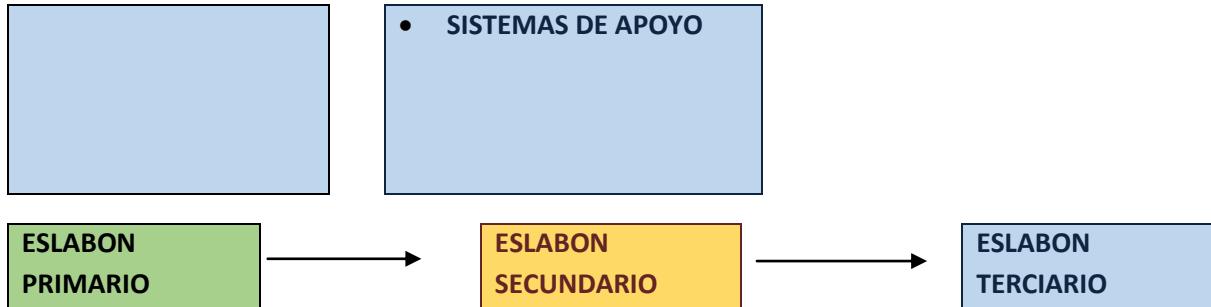 • SISTEMAS DE APOYO
ESLABON
PRIMARIO
ESLABON
SECUNDARIO
ESLABON
TERCIARIO